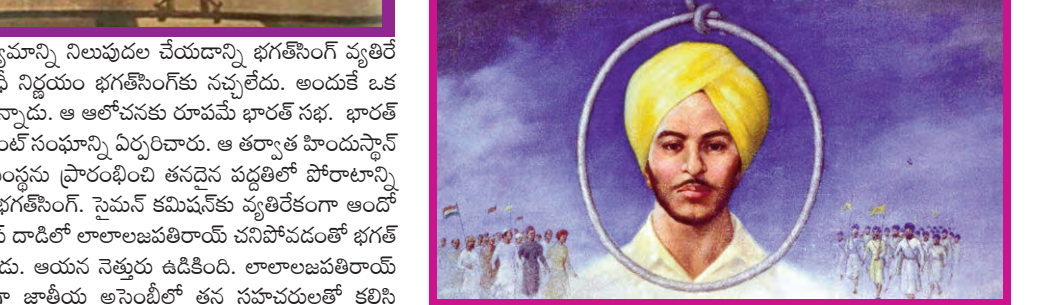 వ్యమాన్ని నిలుపుదల చేయడాన్ని భగత్‌సింగ్ వ్యతిరే
నిర్ణయం భగత్‌సింగ్‌కు నచ్చలేదు. అందుకే ఒక
న్నాడు. ఆ ఆలోచనకు రూపమే భారత్ సభ. భారత్
ంట్ సంఘాన్ని ఏర్పరిచారు. ఆ తర్వాత హిందుస్థాన్
సంస్థను ప్రారంభించి తనదైన పద్దతిలో పోరాటాన్ని
భగత్‌సింగ్. సైమన్ కమిషన్‌కు వ్యతిరేకంగా ఆందో
దాడిలో లాలాలజపతిరాయ్ చనిపోవడంతో భగత్
డు. ఆయన నెత్తురు ఉడికింది. లాలాలజపతిరాయ్
గా జాతీయ అసెంబ్లీలో తన సహచరులతో కలిసి